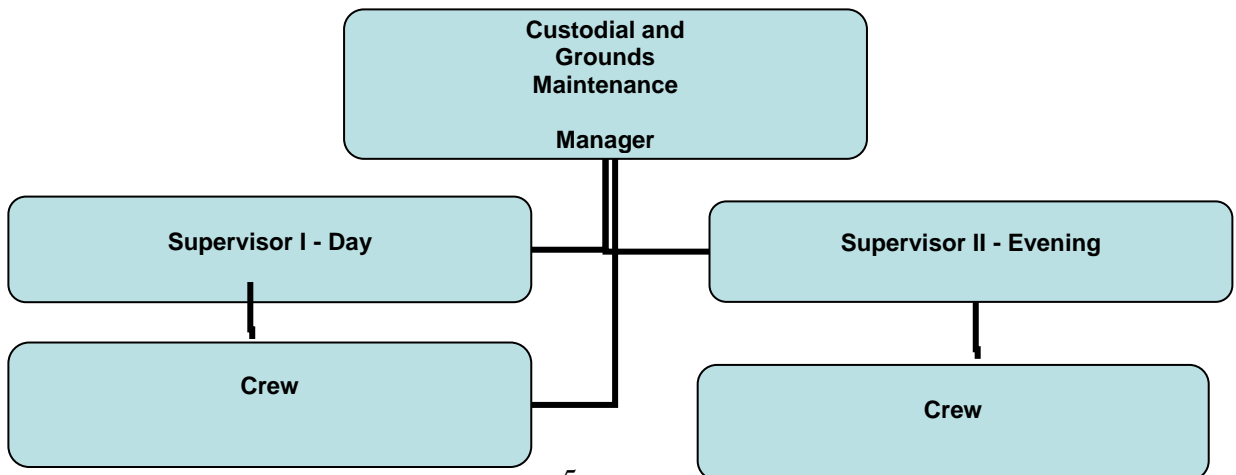 Custodial and
Grounds
Maintenance
Manager
Supervisor I - Day
Supervisor II - Evening
Crew
Crew